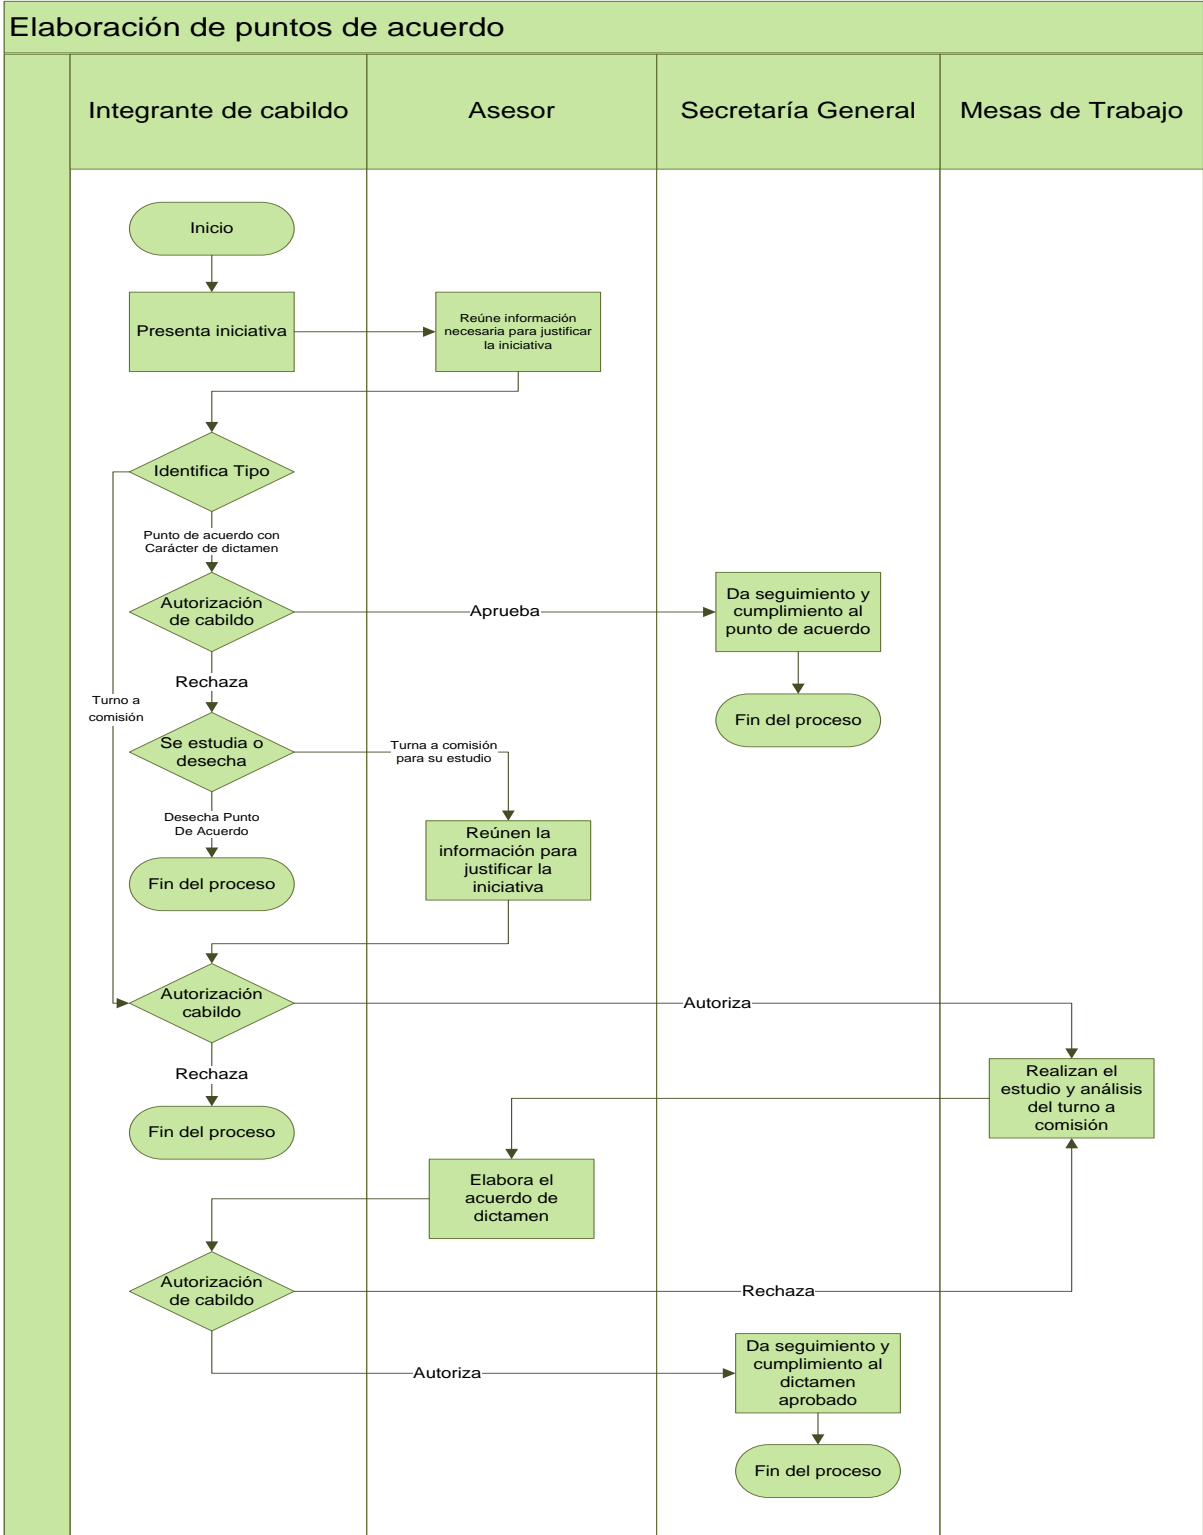 Elaboración de puntos de acuerdo
Integrante de cabildo
Asesor
Secretaría General
Mesas de Trabajo
Inicio
Presenta iniciativa
Reúne información
necesaria para justificar
la iniciativa
Identifica Tipo
Punto de acuerdo con
Carácter de dictamen
Autorización
de cabildo
Aprueba
Da seguimiento y
cumplimiento al
punto de acuerdo
Rechaza
Turno a
comisión
Fin del proceso
Se estudia o
desecha
Turna a comisión
para su estudio
Desecha Punto
De Acuerdo
Reúnen la
información para
justificar la
iniciativa
Fin del proceso
Autorización
cabildo
Autoriza
Rechaza
Realizan el
estudio y análisis
del turno a
comisión
Fin del proceso
Elabora el
acuerdo de
dictamen
Autorización
de cabildo
Rechaza
Autoriza
Da seguimiento y
cumplimiento al
dictamen
aprobado
Fin del proceso